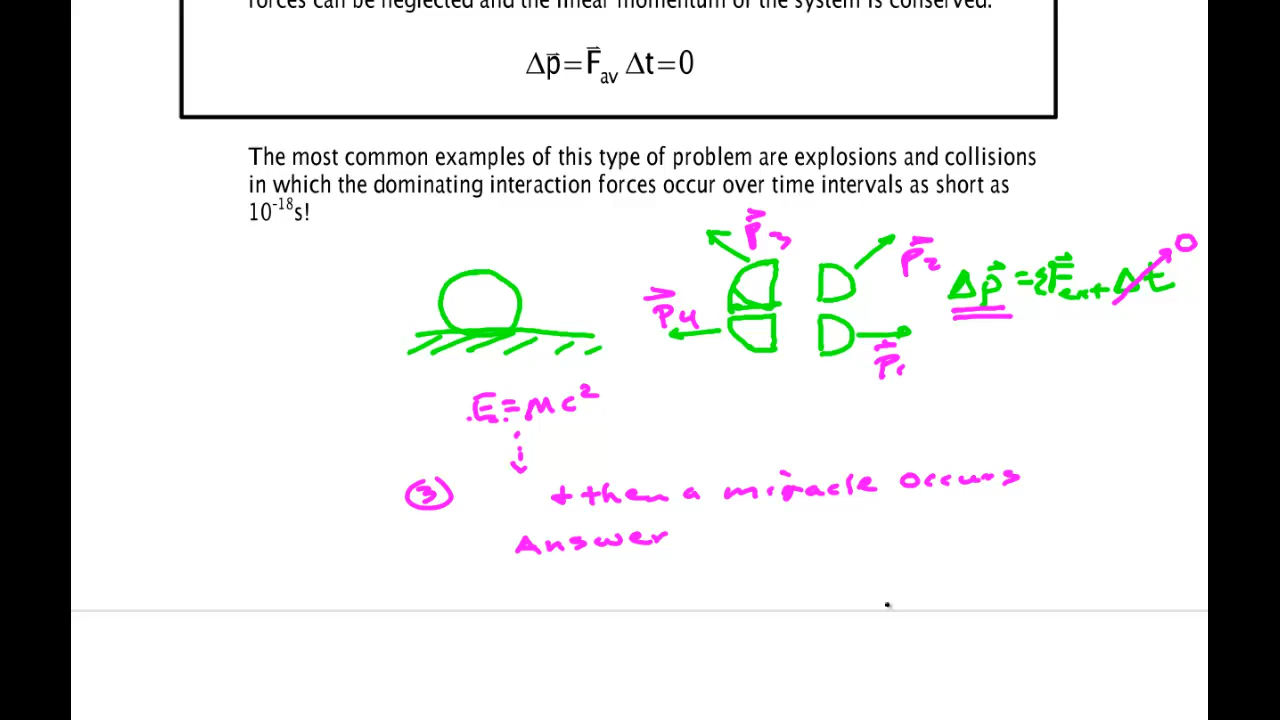 forces can be neglected and the linear momentum of the system is conserved.
Δp⃗=F⃗av Δt=0
The most common examples of this type of problem are explosions and collisions
in which the dominating interaction forces occur over time intervals as short as
10⁻¹⁸s!
P⃗3
P⃗2
Δp⃗ = ΣF⃗ext Δt 0
P⃗4
P⃗1
E=mc²
③ + then a miracle occurs
Answer